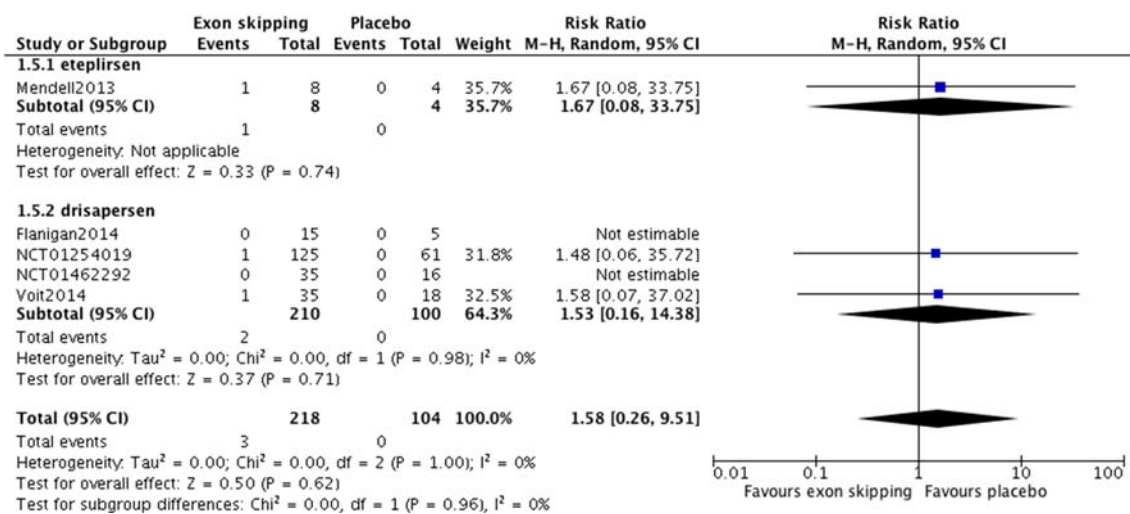 Exon skipping Placebo Risk Ratio Risk Ratio
Study or Subgroup Events Total Events Total Weight M-H, Random, 95% CI M-H, Random, 95% CI
1.5.1 eteplirsen
Mendell2013 1 8 0 4 35.7% 1.67 [0.08, 33.75]
Subtotal (95% CI) 8 4 35.7% 1.67 [0.08, 33.75]
Total events 1 0
Heterogeneity: Not applicable
Test for overall effect: Z = 0.33 (P = 0.74)
1.5.2 drisapersen
Flanigan2014 0 15 0 5 Not estimable
NCT01254019 1 125 0 61 31.8% 1.48 [0.06, 35.72]
NCT01462292 0 35 0 16 Not estimable
Voit2014 1 35 0 18 32.5% 1.58 [0.07, 37.02]
Subtotal (95% CI) 210 100 64.3% 1.53 [0.16, 14.38]
Total events 2 0
Heterogeneity: Tau² = 0.00; Chi² = 0.00, df = 1 (P = 0.98); I² = 0%
Test for overall effect: Z = 0.37 (P = 0.71)
Total (95% CI) 218 104 100.0% 1.58 [0.26, 9.51]
Total events 3 0
Heterogeneity: Tau² = 0.00; Chi² = 0.00, df = 2 (P = 1.00); I² = 0%
Test for overall effect: Z = 0.50 (P = 0.62)
Test for subgroup differences: Chi² = 0.00, df = 1 (P = 0.96), I² = 0%
0.01 0.1 1 10 100
Favours exon skipping Favours placebo